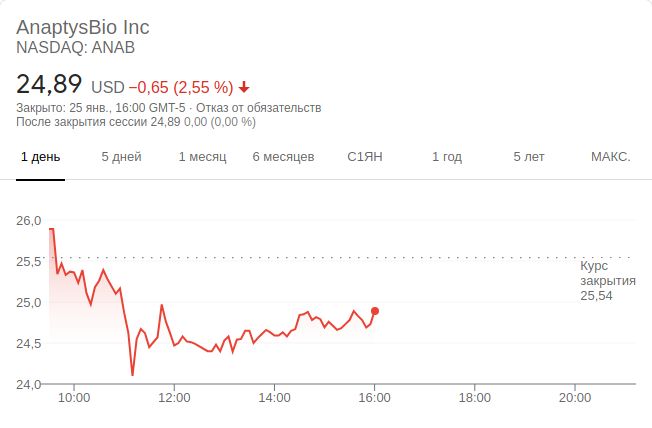 AnaptysBio Inc
NASDAQ: ANAB
24,89 USD −0,65 (2,55 %)
Закрыто: 25 янв., 16:00 GMT-5 · Отказ от обязательств
После закрытия сессии 24,89 0,00 (0,00 %)
1 день 5 дней 1 месяц 6 месяцев С1ЯН 1 год 5 лет МАКС.
26,0
25,5
Курс
закрытия
25,54
25,0
24,5
24,0
10:00 12:00 14:00 16:00 18:00 20:00